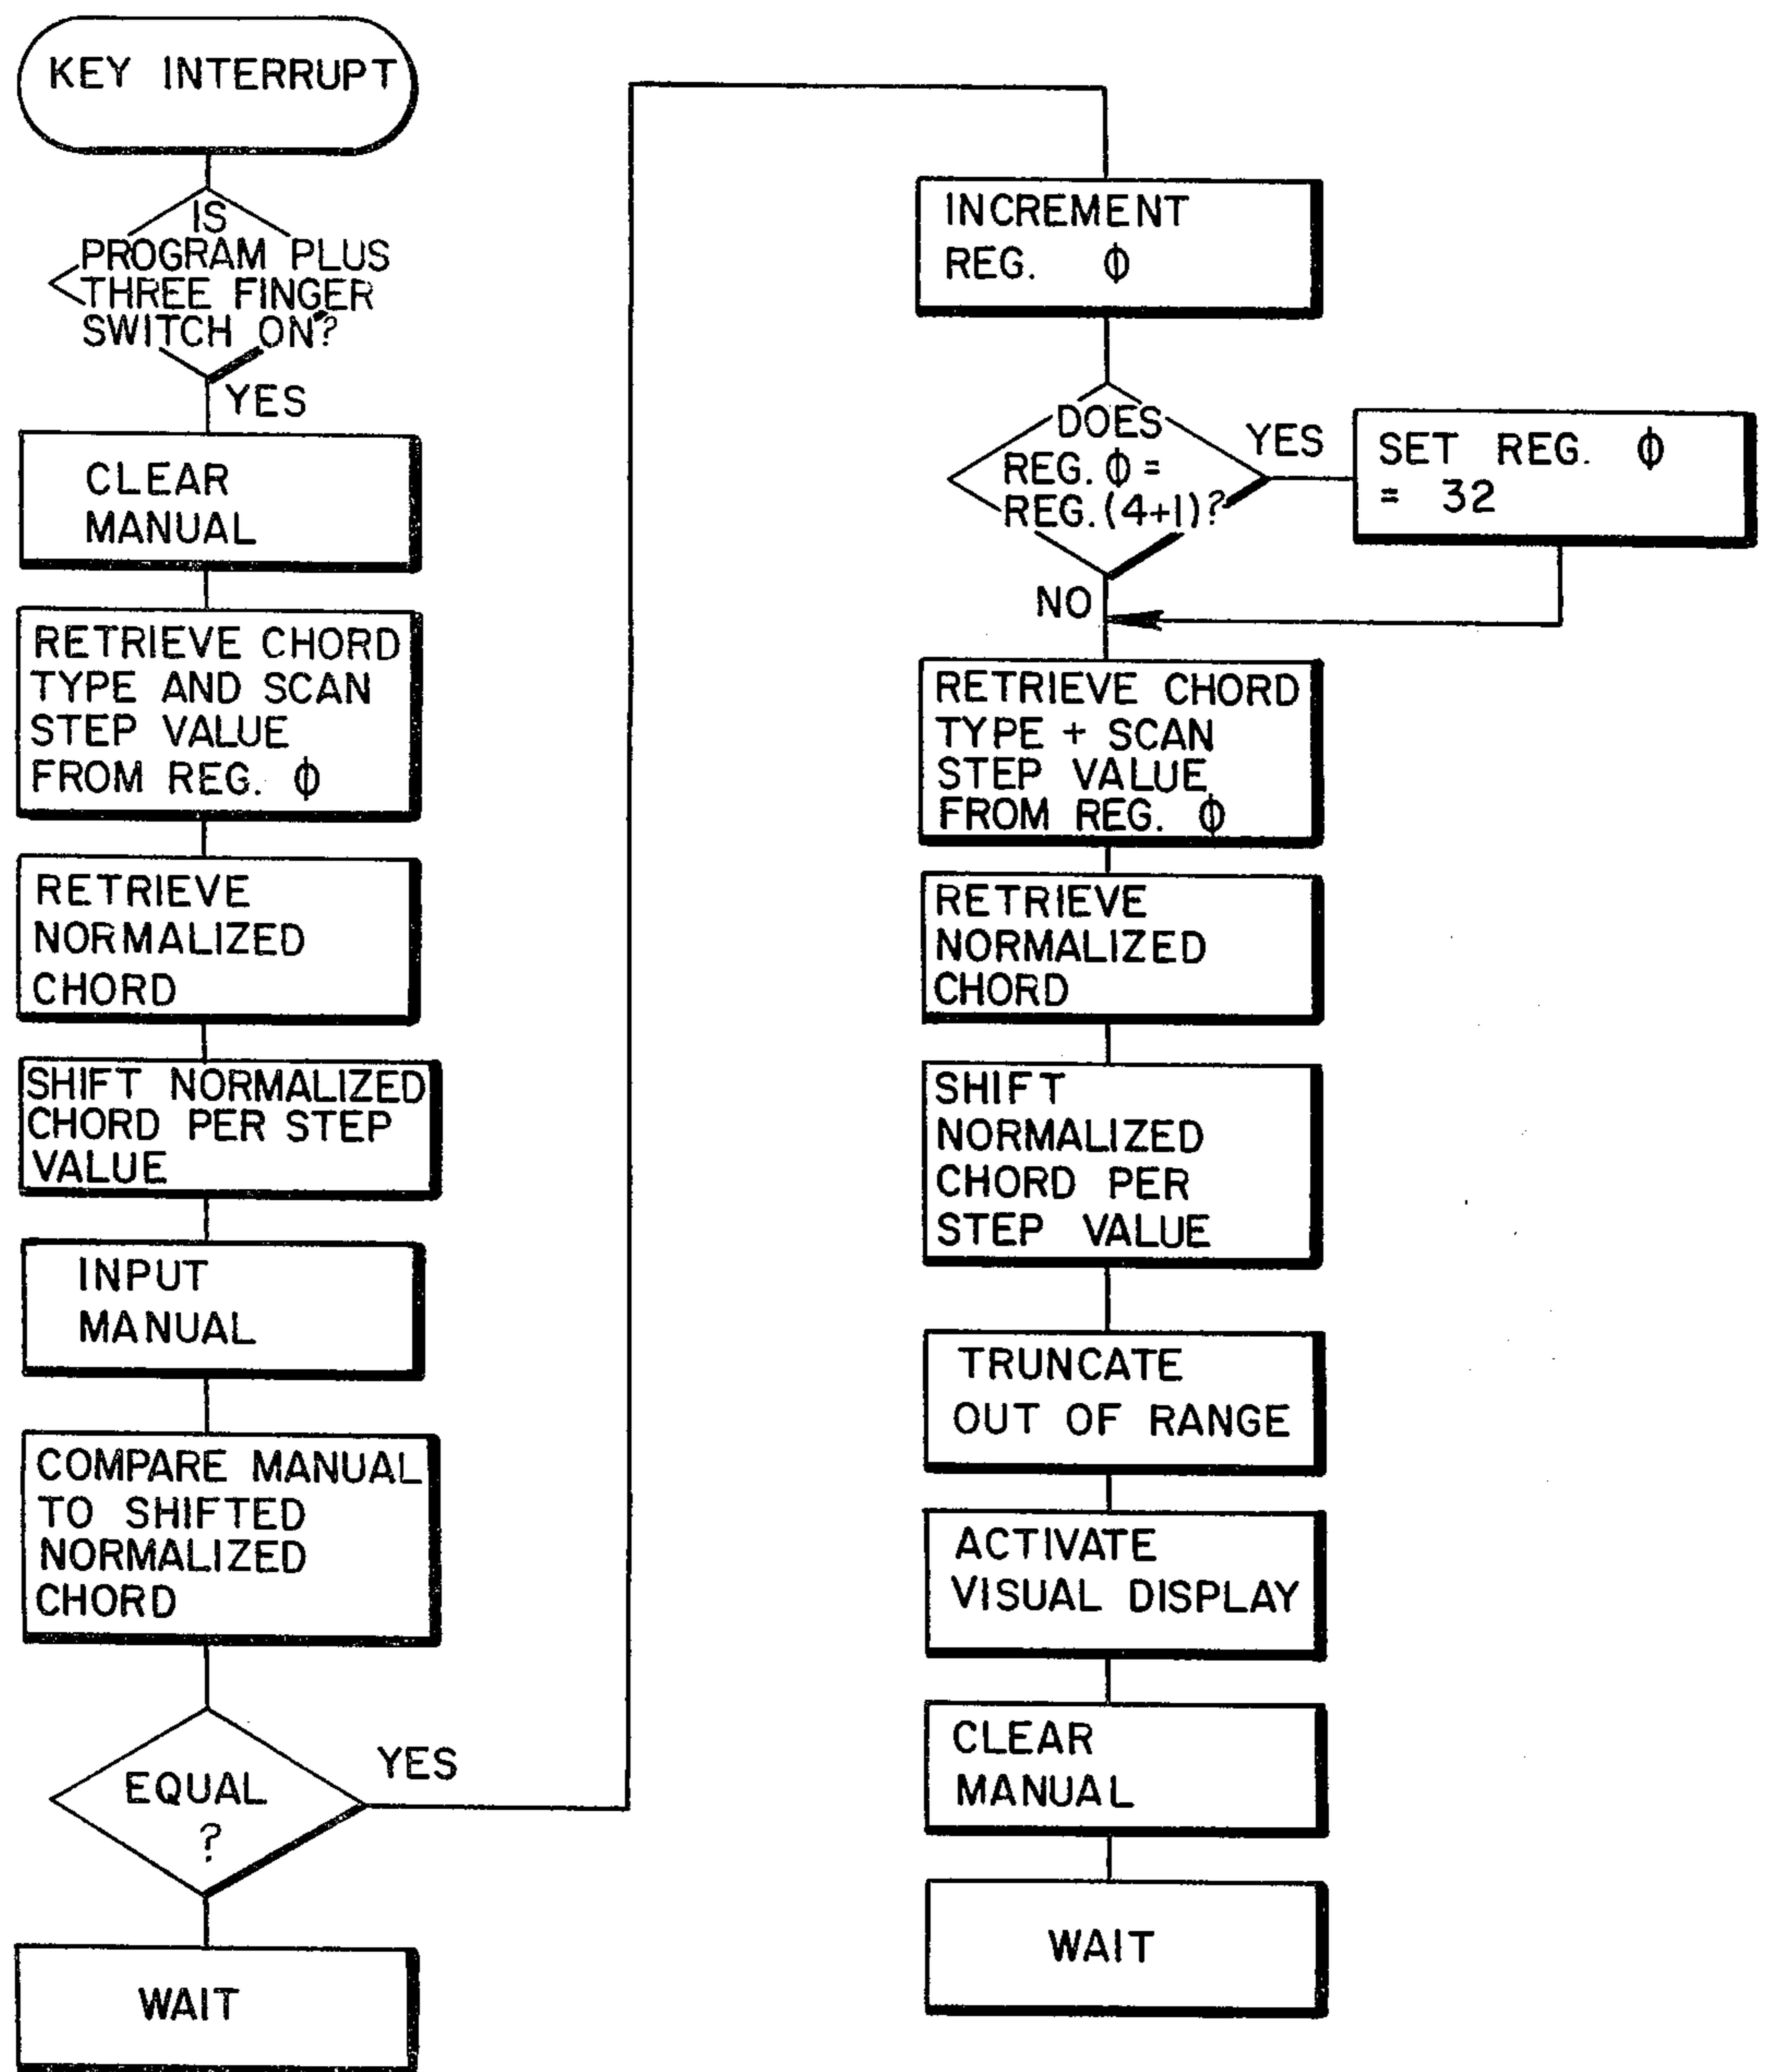 KEY INTERRUPT
IS
PROGRAM PLUS
THREE FINGER
SWITCH ON?
YES
CLEAR
MANUAL
RETRIEVE CHORD
TYPE AND SCAN
STEP VALUE
FROM REG. ϕ
RETRIEVE
NORMALIZED
CHORD
SHIFT NORMALIZED
CHORD PER STEP
VALUE
INPUT
MANUAL
COMPARE MANUAL
TO SHIFTED
NORMALIZED
CHORD
EQUAL
?
YES
WAIT
INCREMENT
REG. ϕ
DOES
REG. ϕ =
REG. (4+1)?
YES
SET REG. ϕ
= 32
NO
RETRIEVE CHORD
TYPE + SCAN
STEP VALUE
FROM REG. ϕ
RETRIEVE
NORMALIZED
CHORD
SHIFT
NORMALIZED
CHORD PER
STEP VALUE
TRUNCATE
OUT OF RANGE
ACTIVATE
VISUAL DISPLAY
CLEAR
MANUAL
WAIT